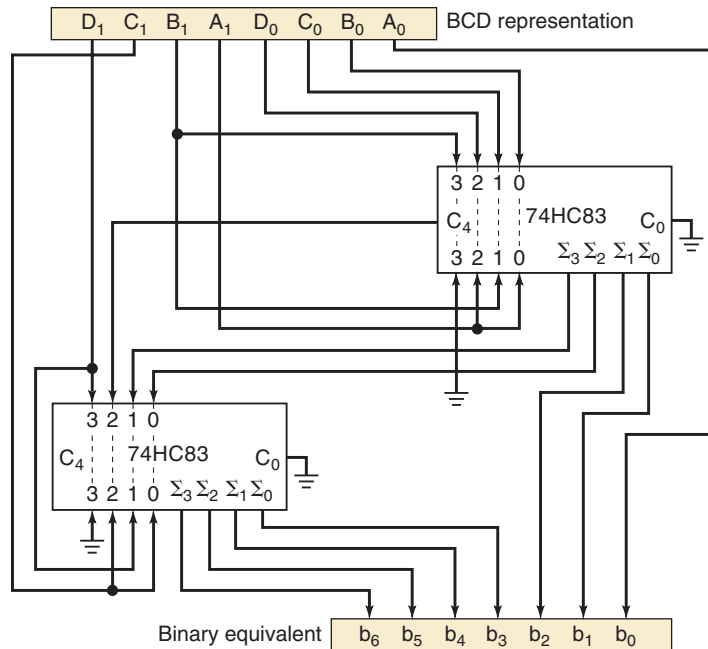 D₁ C₁ B₁ A₁ D₀ C₀ B₀ A₀ BCD representation
3 2 1 0
C₄ 74HC83 C₀
Σ₃ Σ₂ Σ₁ Σ₀
3 2 1 0
3 2 1 0
C₄ 74HC83 C₀
3 2 1 0 Σ₃ Σ₂ Σ₁ Σ₀
Binary equivalent b₆ b₅ b₄ b₃ b₂ b₁ b₀